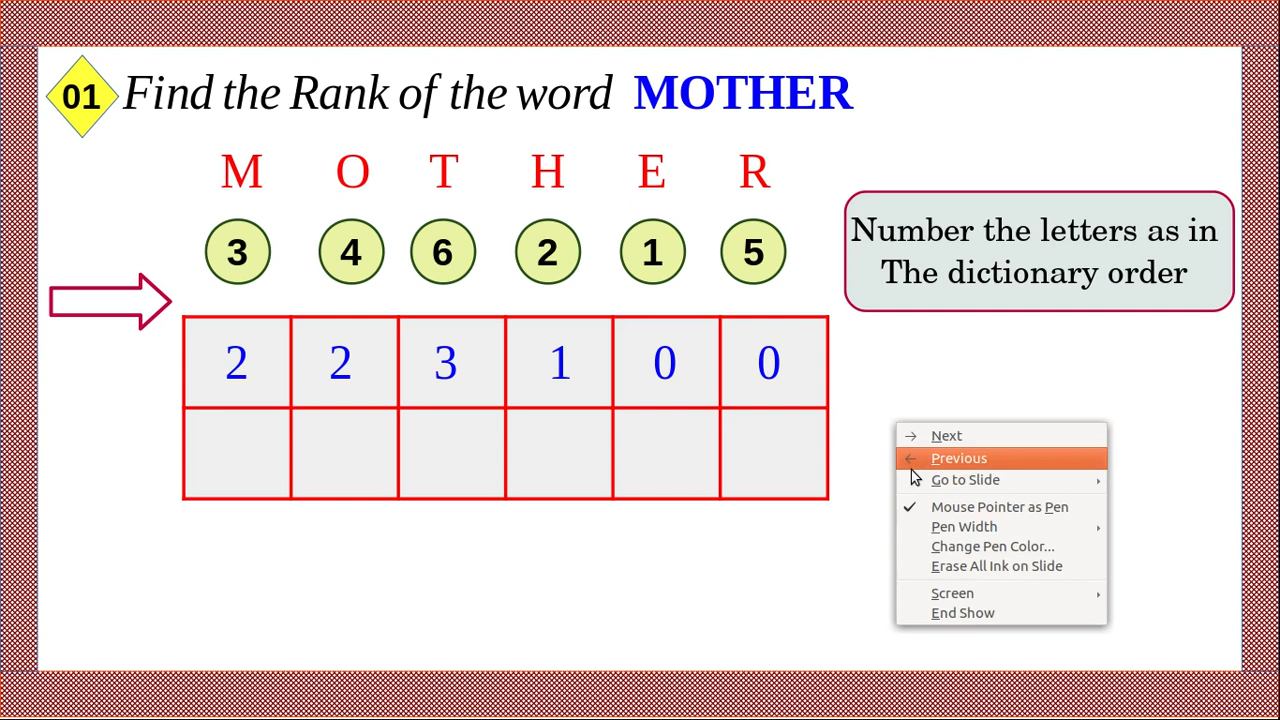 01 Find the Rank of the word MOTHER
M O T H E R
3 4 6 2 1 5
Number the letters as in
The dictionary order
2 2 3 1 0 0
Next
Previous
Go to Slide
Mouse Pointer as Pen
Pen Width
Change Pen Color...
Erase All Ink on Slide
Screen
End Show